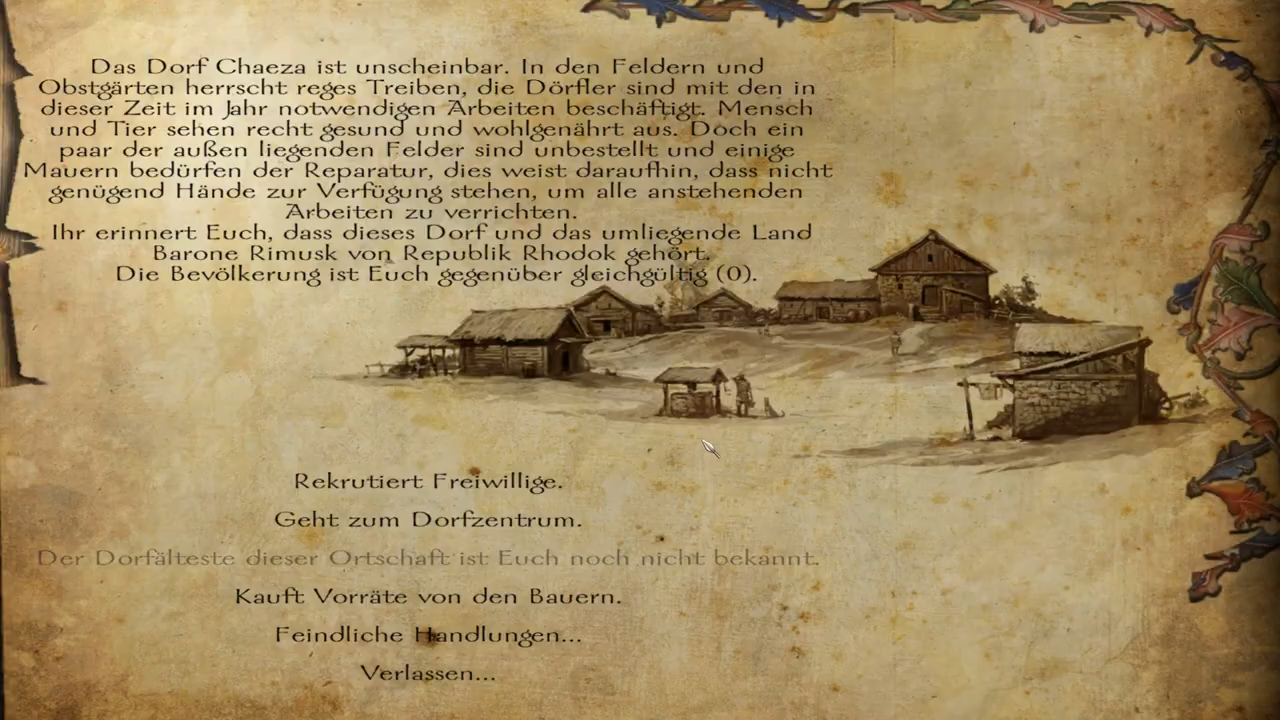 Das Dorf Chaeza ist unscheinbar. In den Feldern und
Obstgärten herrscht reges Treiben, die Dörfler sind mit den in
dieser Zeit im Jahr notwendigen Arbeiten beschäftigt. Mensch
und Tier sehen recht gesund und wohlgenährt aus. Doch ein
paar der außen liegenden Felder sind unbestellt und einige
Mauern bedürfen der Reparatur, dies weist daraufhin, dass nicht
genügend Hände zur Verfügung stehen, um alle anstehenden
Arbeiten zu verrichten.
Ihr erinnert Euch, dass dieses Dorf und das umliegende Land
Barone Rimusk von Republik Rhodok gehört.
Die Bevölkerung ist Euch gegenüber gleichgültig (0).
Rekrutiert Freiwillige.
Geht zum Dorfzentrum.
Der Dorfälteste dieser Ortschaft ist Euch noch nicht bekannt.
Kauft Vorräte von den Bauern.
Feindliche Handlungen...
Verlassen...